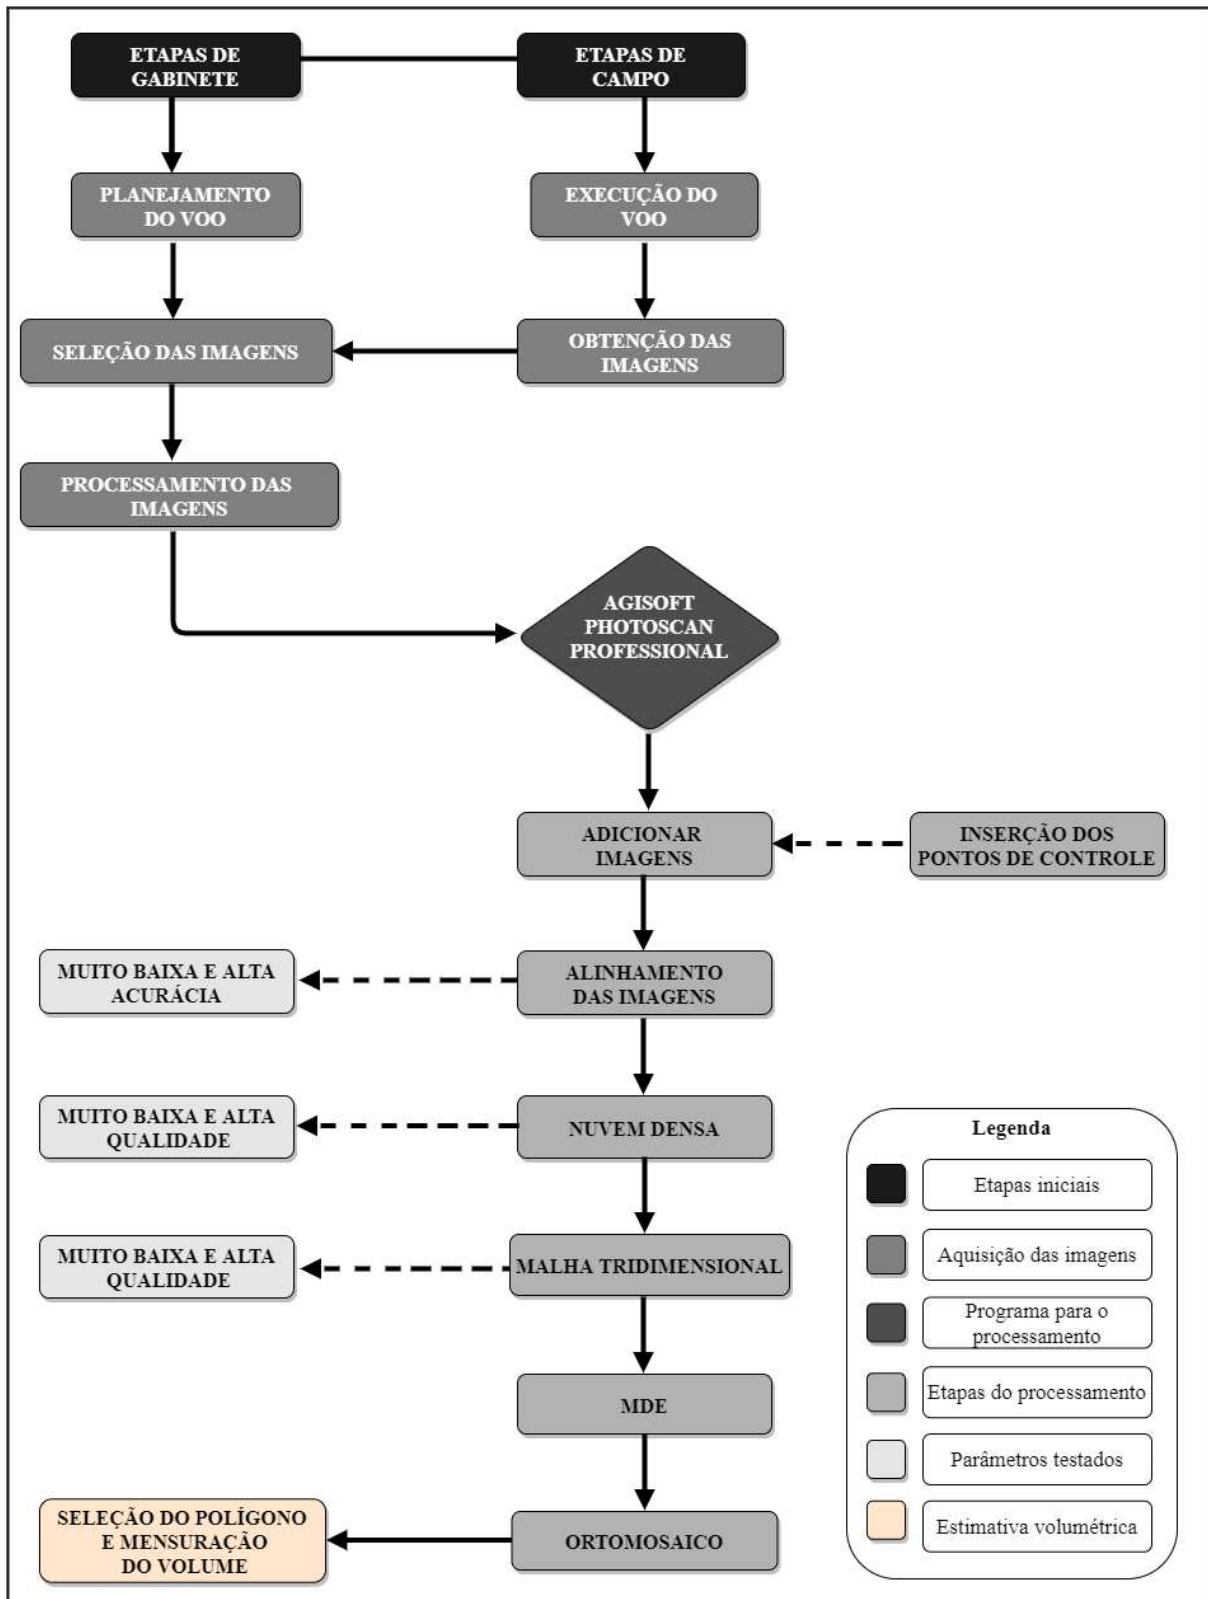 ETAPAS DE
GABINETE
ETAPAS DE
CAMPO
PLANEJAMENTO
DO VOO
EXECUÇÃO DO
VOO
SELEÇÃO DAS IMAGENS
OBTENÇÃO DAS
IMAGENS
PROCESSAMENTO DAS
IMAGENS
AGISOFT
PHOTOSCAN
PROFESSIONAL
ADICIONAR
IMAGENS
INSERÇÃO DOS
PONTOS DE CONTROLE
MUITO BAIXA E ALTA
ACURÁCIA
ALINHAMENTO
DAS IMAGENS
MUITO BAIXA E ALTA
QUALIDADE
NUVEM DENSA
MUITO BAIXA E ALTA
QUALIDADE
MALHA TRIDIMENSIONAL
MDE
SELEÇÃO DO POLÍGONO
E MENSURAÇÃO
DO VOLUME
ORTOMOSAICO
Legenda
Etapas iniciais
Aquisição das imagens
Programa para o
processamento
Etapas do processamento
Parâmetros testados
Estimativa volumétrica